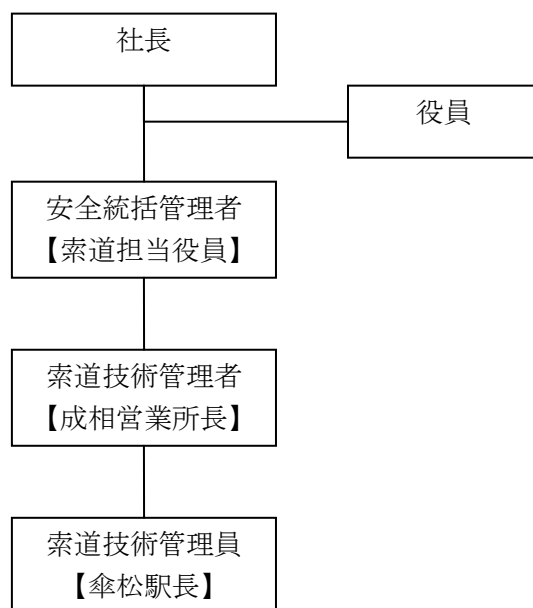 社長
役員
安全統括管理者
【索道担当役員】
索道技術管理者
【成相営業所長】
索道技術管理員
【傘松駅長】